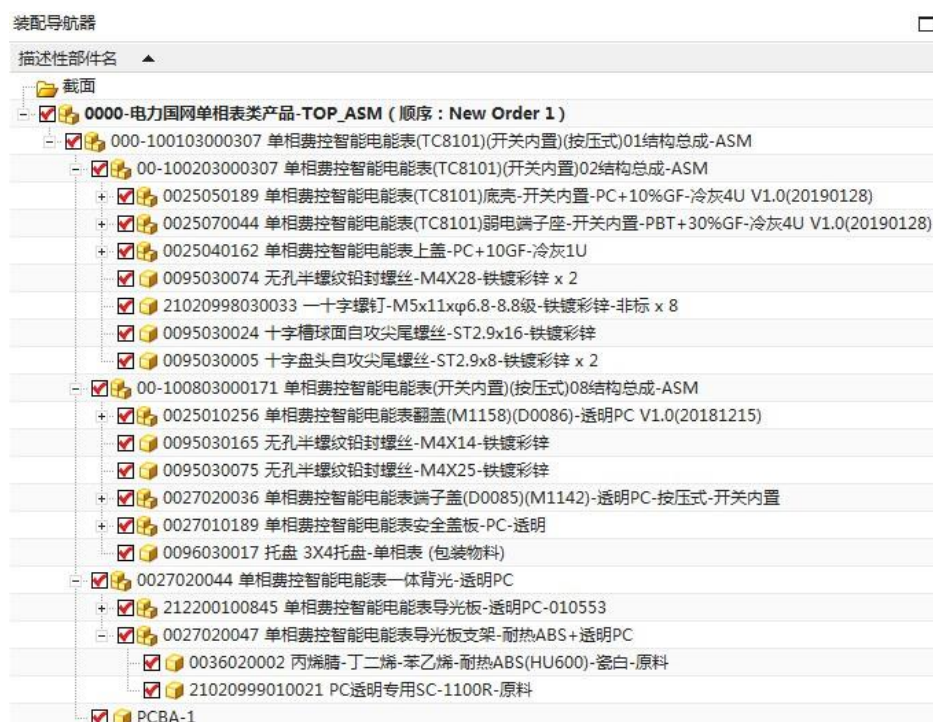 装配导航器
描述性部件名
截面
0000-电力国网单相表类产品-TOP_ASM ( 顺序 : New Order 1 )
000-100103000307 单相费控智能电能表(TC8101)(开关内置)(按压式)01结构总成-ASM
00-100203000307 单相费控智能电能表(TC8101)(开关内置)02结构总成-ASM
0025050189 单相费控智能电能表(TC8101)底壳-开关内置-PC+10%GF-冷灰4U V1.0(20190128)
0025070044 单相费控智能电能表(TC8101)弱电端子座-开关内置-PBT+30%GF-冷灰4U V1.0(20190128)
0025040162 单相费控智能电能表上盖-PC+10GF-冷灰1U
0095030074 无孔半螺纹铅封螺丝-M4X28-铁镀彩锌 x 2
21020998030033 一十字螺钉-M5x11xφ6.8-8.8级-铁镀彩锌-非标 x 8
0095030024 十字槽球面自攻尖尾螺丝-ST2.9x16-铁镀彩锌
0095030005 十字盘头自攻尖尾螺丝-ST2.9x8-铁镀彩锌 x 2
00-100803000171 单相费控智能电能表(开关内置)(按压式)08结构总成-ASM
0025010256 单相费控智能电能表翻盖(M1158)(D0086)-透明PC V1.0(20181215)
0095030165 无孔半螺纹铅封螺丝-M4X14-铁镀彩锌
0095030075 无孔半螺纹铅封螺丝-M4X25-铁镀彩锌
0027020036 单相费控智能电能表端子盖(D0085)(M1142)-透明PC-按压式-开关内置
0027010189 单相费控智能电能表安全盖板-PC-透明
0096030017 托盘 3X4托盘-单相表 (包装物料)
0027020044 单相费控智能电能表一体背光-透明PC
212200100845 单相费控智能电能表导光板-透明PC-010553
0027020047 单相费控智能电能表导光板支架-耐热ABS+透明PC
0036020002 丙烯腈-丁二烯-苯乙烯-耐热ABS(HU600)-瓷白-原料
21020999010021 PC透明专用SC-1100R-原料
PCBA-1